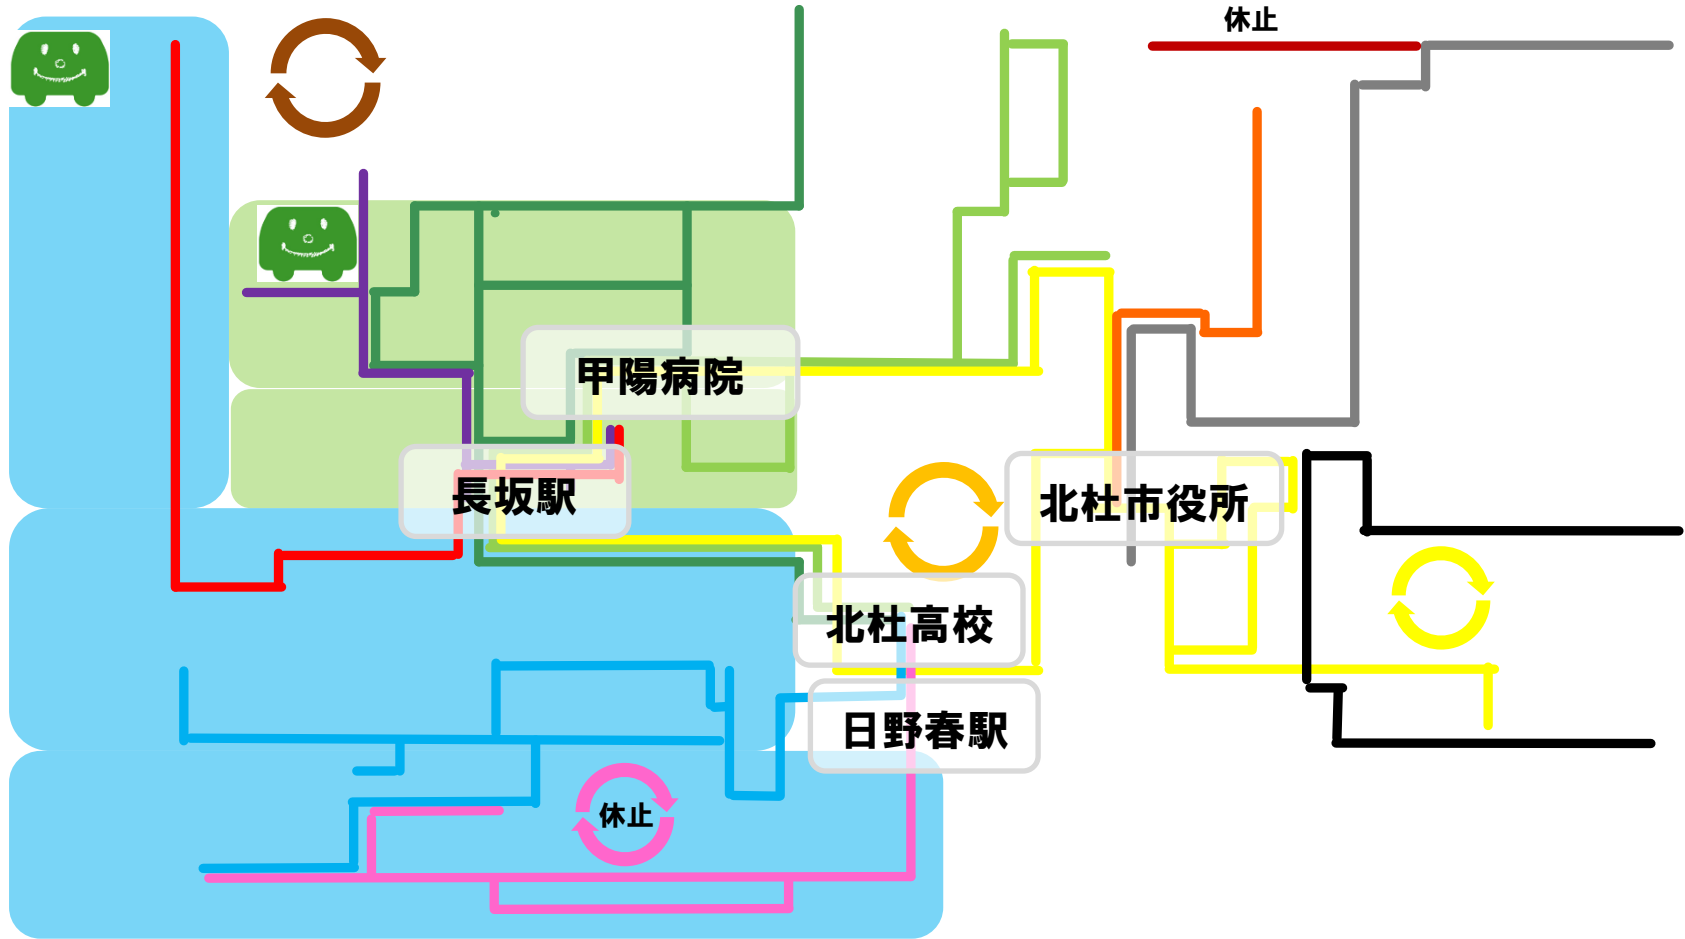 休止
甲陽病院
長坂駅
北杜市役所
北杜高校
日野春駅
休止